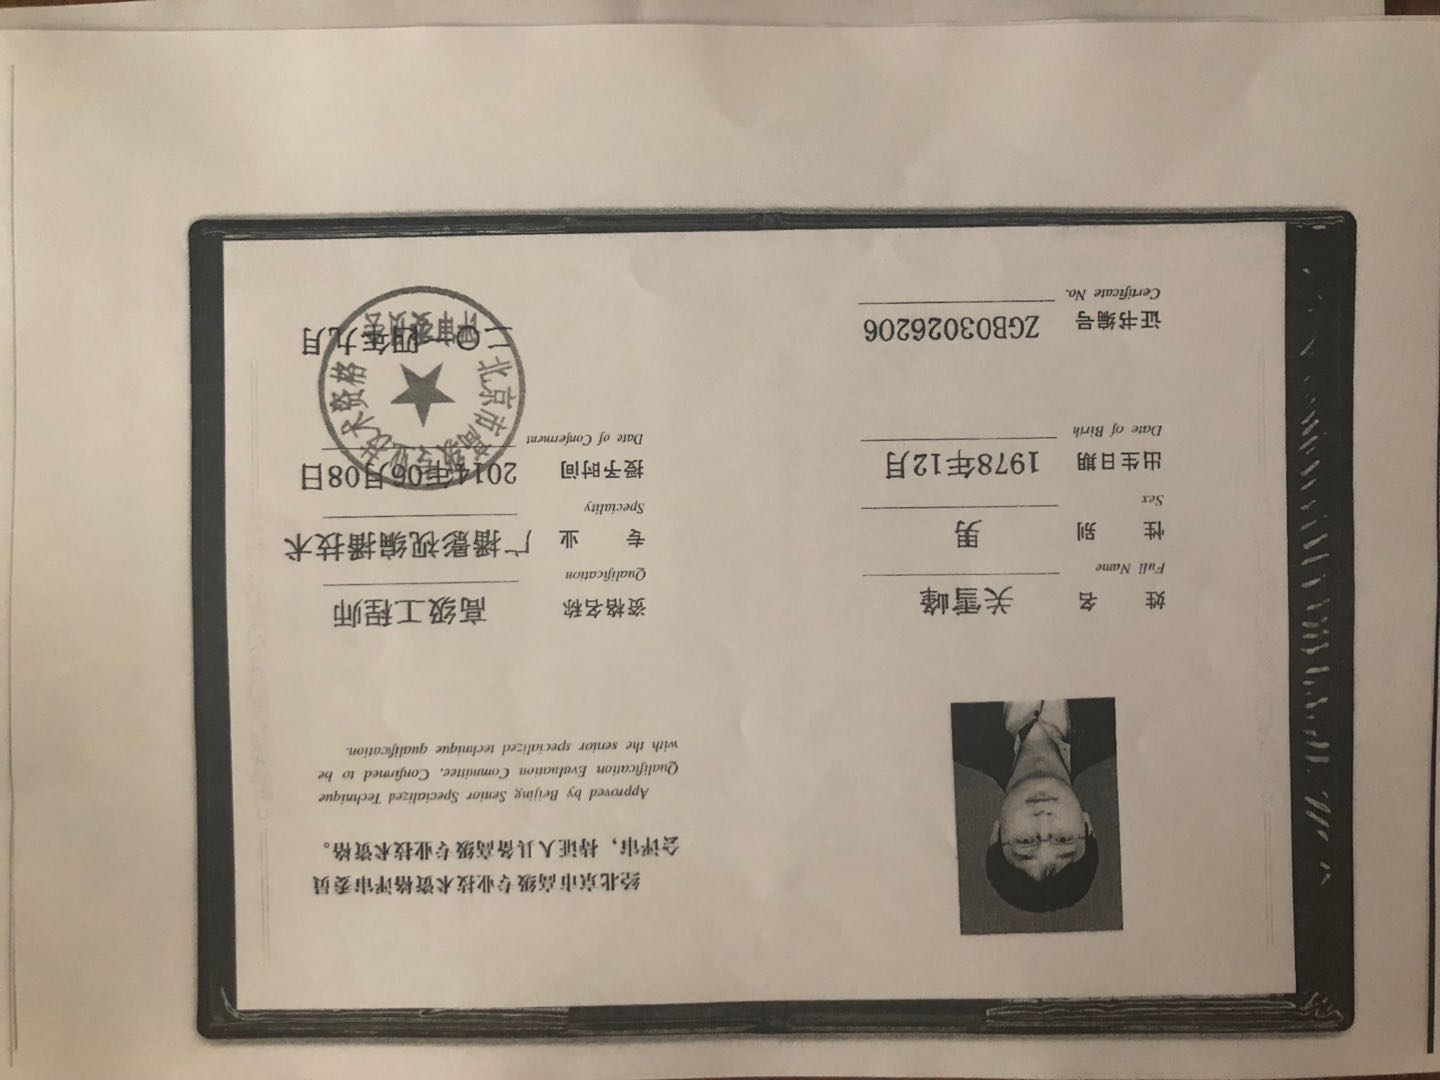 姓 名 关雪峰
Full Name
性 别 男
Sex
出生日期 1978年12月
Date of Birth
证书编号 ZGB03026206
Certificate No.
经北京市高级专业技术资格评审委员
会评审，持证人具备高级专业技术资格。
Approved by Beijing Senior Specialized Technique
Qualification Evaluation Committee, Confirmed to be
with the senior specialized technique qualification.
资格名称 高级工程师
Qualification
专 业 广播影视编播技术
Speciality
授予时间 2014年06月08日
Date of Conferment
北京市高级专业技术资格
评审委员会
二〇一四年九月